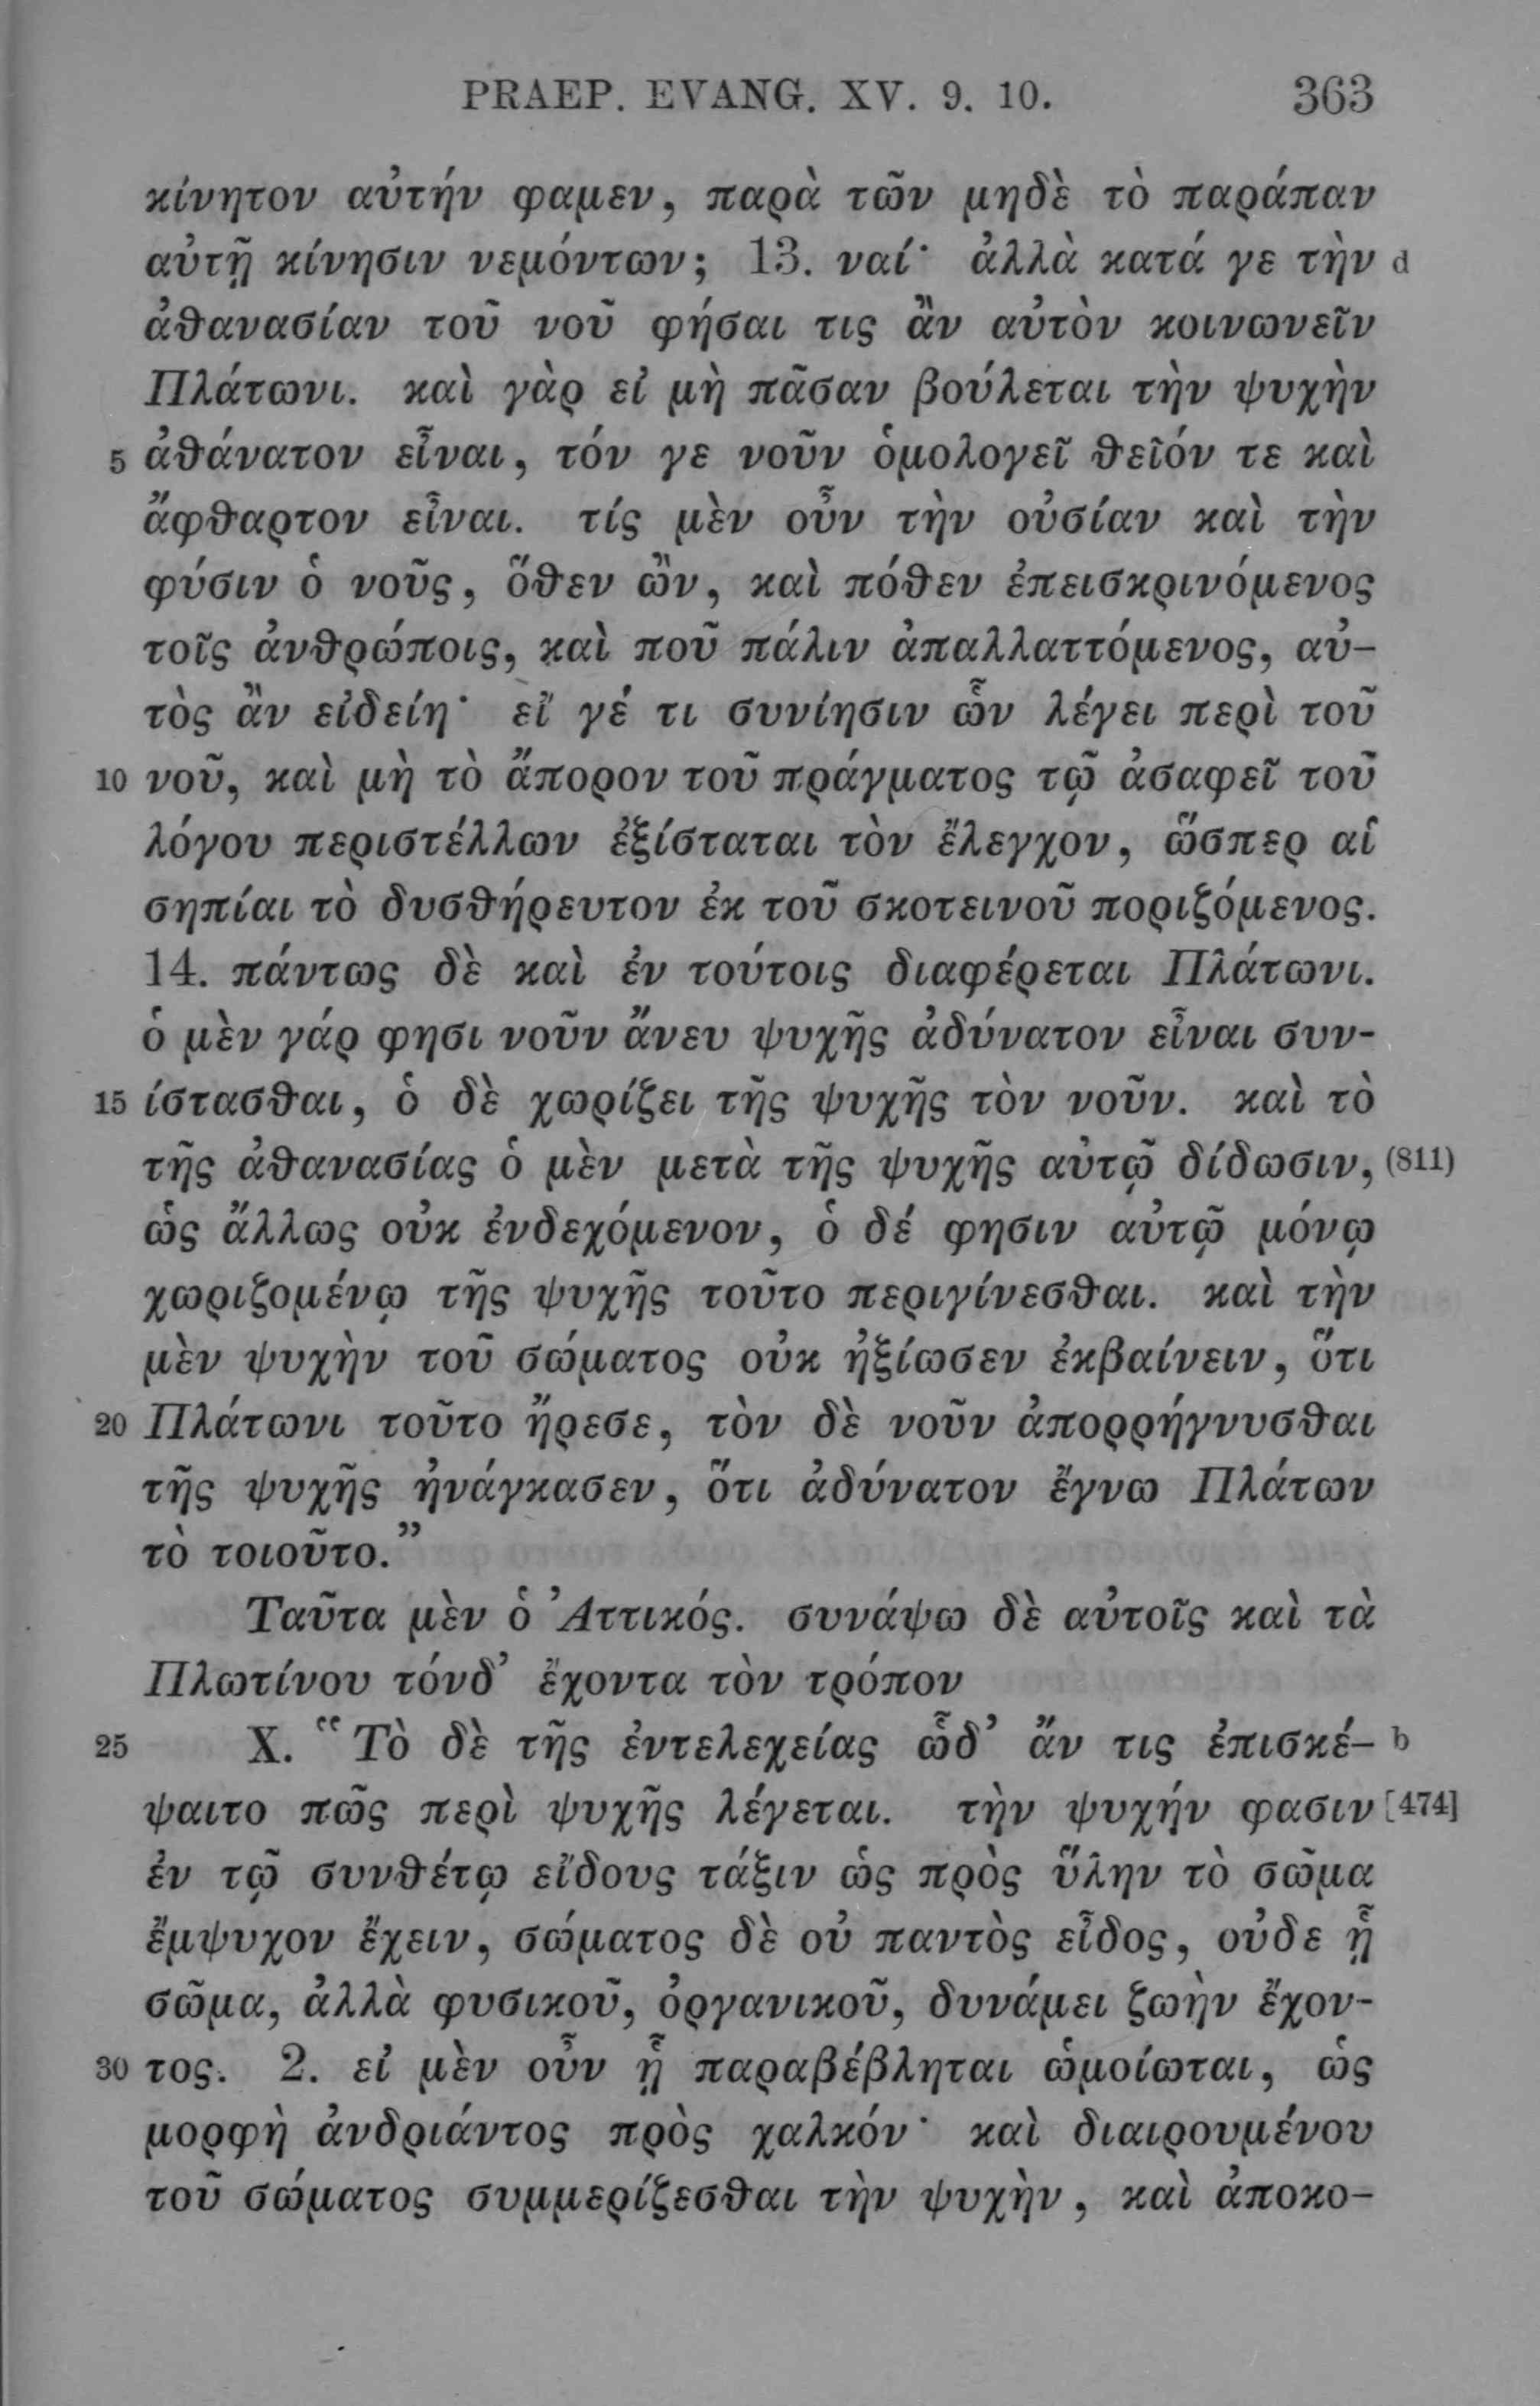 PRAEP. EVANG. XV. 9. 10. 363
κίνητον αὐτήν φαμεν, παρὰ τῶν μηδὲ τὸ παράπαν
αὐτῇ κίνησιν νεμόντων; 13. ναί· ἀλλὰ κατά γε τὴν d
ἀθανασίαν τοῦ νοῦ φήσαι τις ἂν αὐτὸν κοινωνεῖν
Πλάτωνι. καὶ γὰρ εἰ μὴ πᾶσαν βούλεται τὴν ψυχὴν
5 ἀθάνατον εἶναι, τόν γε νοῦν ὁμολογεῖ θεῖόν τε καὶ
ἄφθαρτον εἶναι. τίς μὲν οὖν τὴν οὐσίαν καὶ τὴν
φύσιν ὁ νοῦς, ὅθεν ὢν, καὶ πόθεν ἐπεισκρινόμενος
τοῖς ἀνθρώποις, καὶ ποῦ πάλιν ἀπαλλαττόμενος, αὐ-
τὸς ἂν εἰδείη· εἴ γέ τι συνίησιν ὧν λέγει περὶ τοῦ
10 νοῦ, καὶ μὴ τὸ ἄπορον τοῦ πράγματος τῷ ἀσαφεῖ τοῦ
λόγου περιστέλλων ἐξίσταται τὸν ἔλεγχον, ὥσπερ αἱ
σηπίαι τὸ δυσθήρευτον ἐκ τοῦ σκοτεινοῦ ποριζόμενος.
14. πάντως δὲ καὶ ἐν τούτοις διαφέρεται Πλάτωνι.
ὁ μὲν γάρ φησι νοῦν ἄνευ ψυχῆς ἀδύνατον εἶναι συν-
15 ίστασθαι, ὁ δὲ χωρίζει τῆς ψυχῆς τὸν νοῦν. καὶ τὸ
τῆς ἀθανασίας ὁ μὲν μετὰ τῆς ψυχῆς αὐτῷ δίδωσιν, (811)
ὡς ἄλλως οὐκ ἐνδεχόμενον, ὁ δέ φησιν αὐτῷ μόνῳ
χωριζομένῳ τῆς ψυχῆς τοῦτο περιγίνεσθαι. καὶ τὴν
μὲν ψυχὴν τοῦ σώματος οὐκ ἠξίωσεν ἐκβαίνειν, ὅτι
20 Πλάτωνι τοῦτο ἤρεσε, τὸν δὲ νοῦν ἀπορρήγνυσθαι
τῆς ψυχῆς ἠνάγκασεν, ὅτι ἀδύνατον ἔγνω Πλάτων
τὸ τοιοῦτο.”
Ταῦτα μὲν ὁ Ἀττικός. συνάψω δὲ αὐτοῖς καὶ τὰ
Πλωτίνου τόνδ’ ἔχοντα τὸν τρόπον
25 X. “Τὸ δὲ τῆς ἐντελεχείας ὧδ’ ἄν τις ἐπισκέ- b
ψαιτο πῶς περὶ ψυχῆς λέγεται. τὴν ψυχήν φασιν [474]
ἐν τῷ συνθέτῳ εἴδους τάξιν ὡς πρὸς ὕλην τὸ σῶμα
ἔμψυχον ἔχειν, σώματος δὲ οὐ παντὸς εἶδος, οὐδε ᾗ
σῶμα, ἀλλὰ φυσικοῦ, ὀργανικοῦ, δυνάμει ζωὴν ἔχον-
30 τος. 2. εἰ μὲν οὖν ᾗ παραβέβληται ὡμοίωται, ὡς
μορφὴ ἀνδριάντος πρὸς χαλκόν· καὶ διαιρουμένου
τοῦ σώματος συμμερίζεσθαι τὴν ψυχὴν, καὶ ἀποκο-